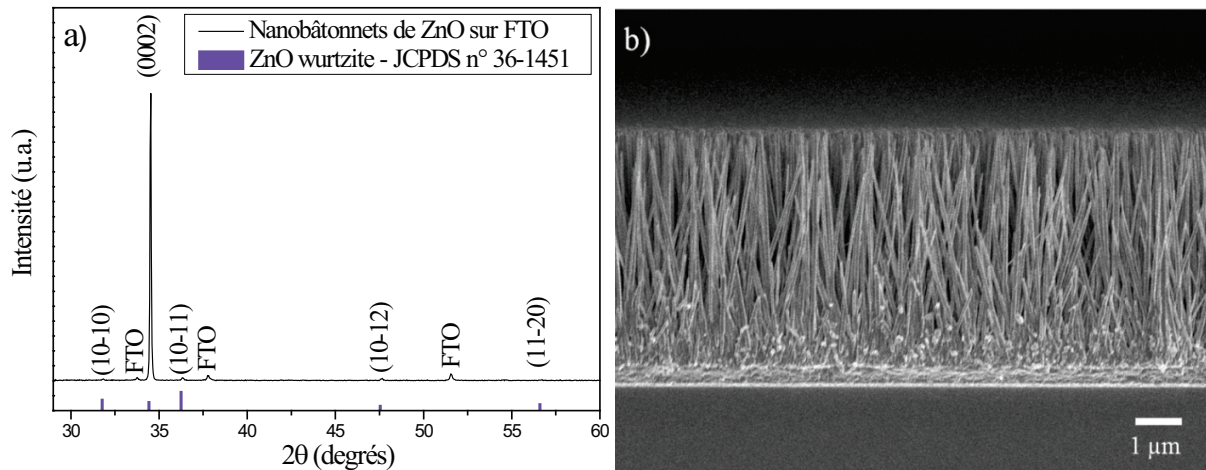 a)
Nanobâtonnets de ZnO sur FTO
ZnO wurtzite - JCPDS n° 36-1451
(0002)
Intensité (u.a.)
(10-10)
FTO
(10-11)
FTO
(10-12)
FTO
(11-20)
30 35 40 45 50 55 60
2θ (degrés)
b)
1 µm